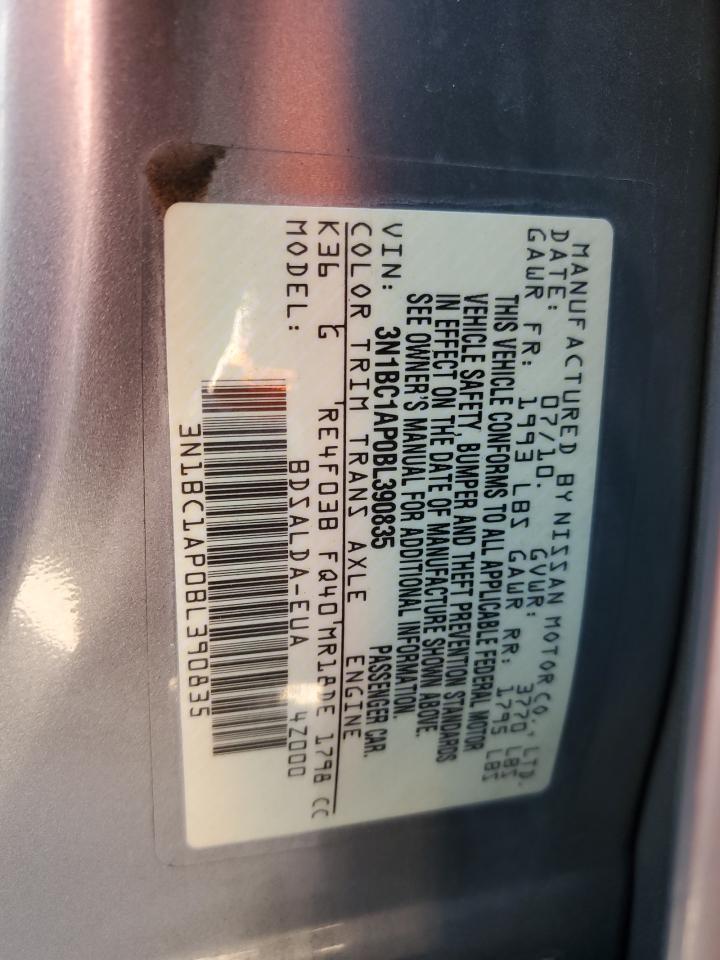 MANUFACTURED BY NISSAN MOTOR CO., LTD.
DATE: 07/10. GVWR: 3770 LBS
GAWR FR: 1993 LBS GAWR RR: 1795 LBS
THIS VEHICLE CONFORMS TO ALL APPLICABLE FEDERAL MOTOR
VEHICLE SAFETY, BUMPER AND THEFT PREVENTION STANDARDS
IN EFFECT ON THE DATE OF MANUFACTURE SHOWN ABOVE.
SEE OWNER'S MANUAL FOR ADDITIONAL INFORMATION.
VIN: 3N1BC1AP0BL390835 PASSENGER CAR.
COLOR TRIM TRANS AXLE ENGINE
K36 G RE4F03B FQ40 MR18DE 1798 CC
MODEL: BDSALDA-EUA 4Z000
3N1BC1AP0BL390835